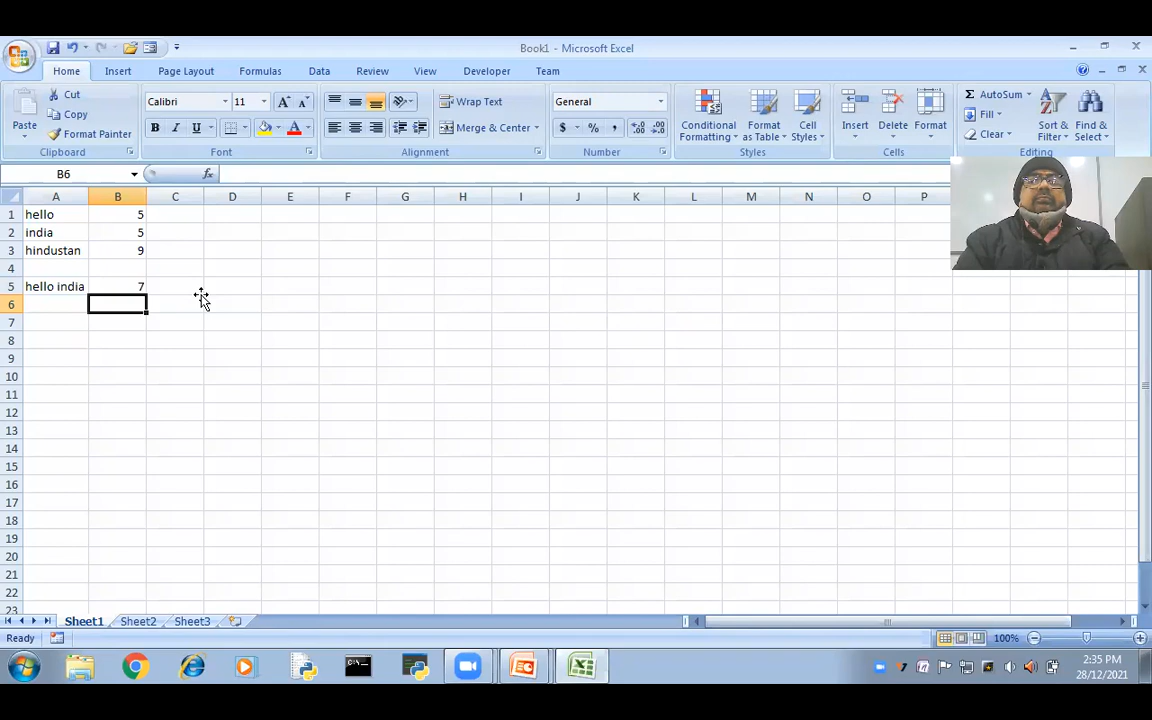 Book1 - Microsoft Excel
Home Insert Page Layout Formulas Data Review View Developer Team
Paste
Cut
Copy
Format Painter
Clipboard
Calibri 11
B I U
Font
Wrap Text
Merge & Center
Alignment
General
$ % ,
Number
Conditional Formatting
Format as Table
Cell Styles
Styles
Insert Delete Format
Cells
AutoSum
Fill
Clear
Sort & Filter
Find & Select
Editing
B6 fx
A B C D E F G H I J K L M N O P
1 hello 5
2 india 5
3 hindustan 9
4
5 hello india 7
6
7
8
9
10
11
12
13
14
15
16
17
18
19
20
21
22
23
Sheet1 Sheet2 Sheet3
Ready 100%
2:35 PM
28/12/2021